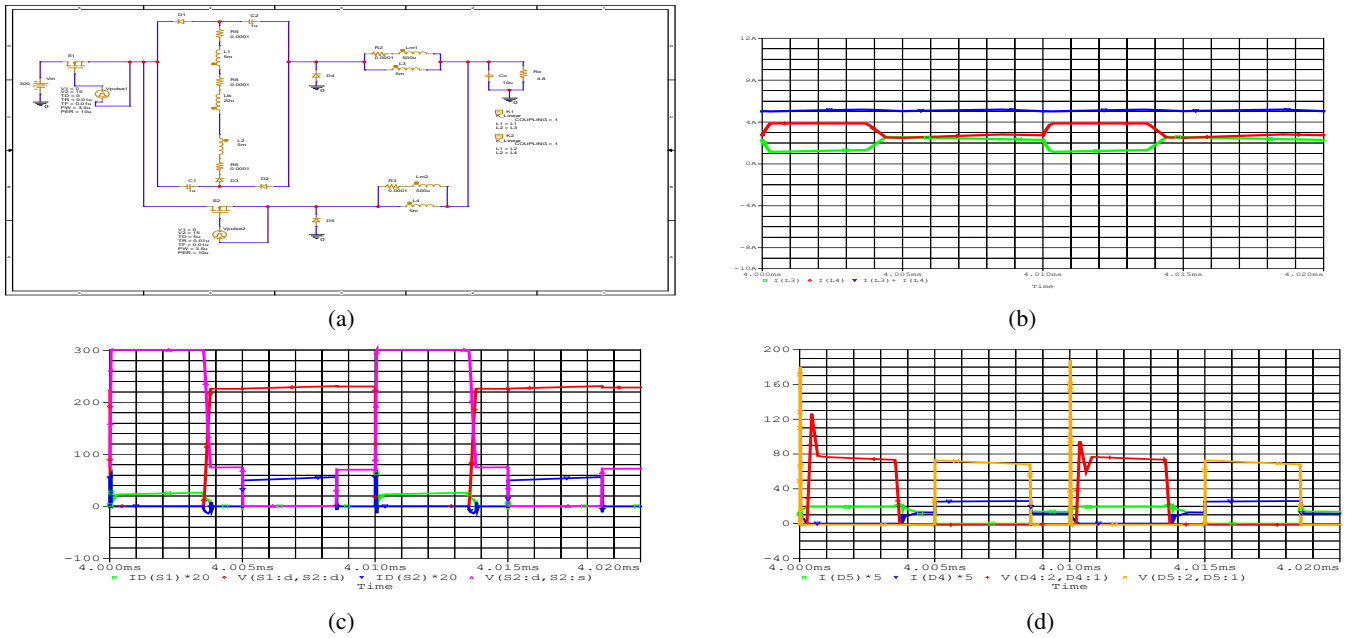 D1
C2
1u
R9
0.0001
L1
5m
R8
0.0001
Llk
20u
L2
5m
R6
0.0001
D3
C1
1u
D2
S1
Vin
300
0
V1 = 0
V2 = 15
TD = 0
TR = 0.01u
TF = 0.01u
PW = 3.5u
PER = 10u
Vpulse1
S2
V1 = 0
V2 = 15
TD = 5u
TR = 0.01u
TF = 0.01u
PW = 3.5u
PER = 10u
Vpulse2
D4
0
R2
0.0001
Lm1
500u
L3
5m
Co
10u
Ro
4.8
0
K1
K_Linear
COUPLING = 1
L1 = L1
L2 = L3
K2
K_Linear
COUPLING = 1
L1 = L2
L2 = L4
D5
0
R3
0.0001
Lm2
500u
L4
5m
(a)
12A
8A
4A
0A
-4A
-8A
-10A
4.000ms 4.005ms 4.010ms 4.015ms 4.020ms
I(L3) I(L4) I(L3)+ I(L4)
Time
(b)
300
200
100
0
-100
4.000ms 4.005ms 4.010ms 4.015ms 4.020ms
ID(S1)*20 V(S1:d,S2:d) ID(S2)*20 V(S2:d,S2:s)
Time
(c)
200
160
120
80
40
0
-40
4.000ms 4.005ms 4.010ms 4.015ms 4.020ms
I(D5)*5 I(D4)*5 V(D4:2,D4:1) V(D5:2,D5:1)
Time
(d)